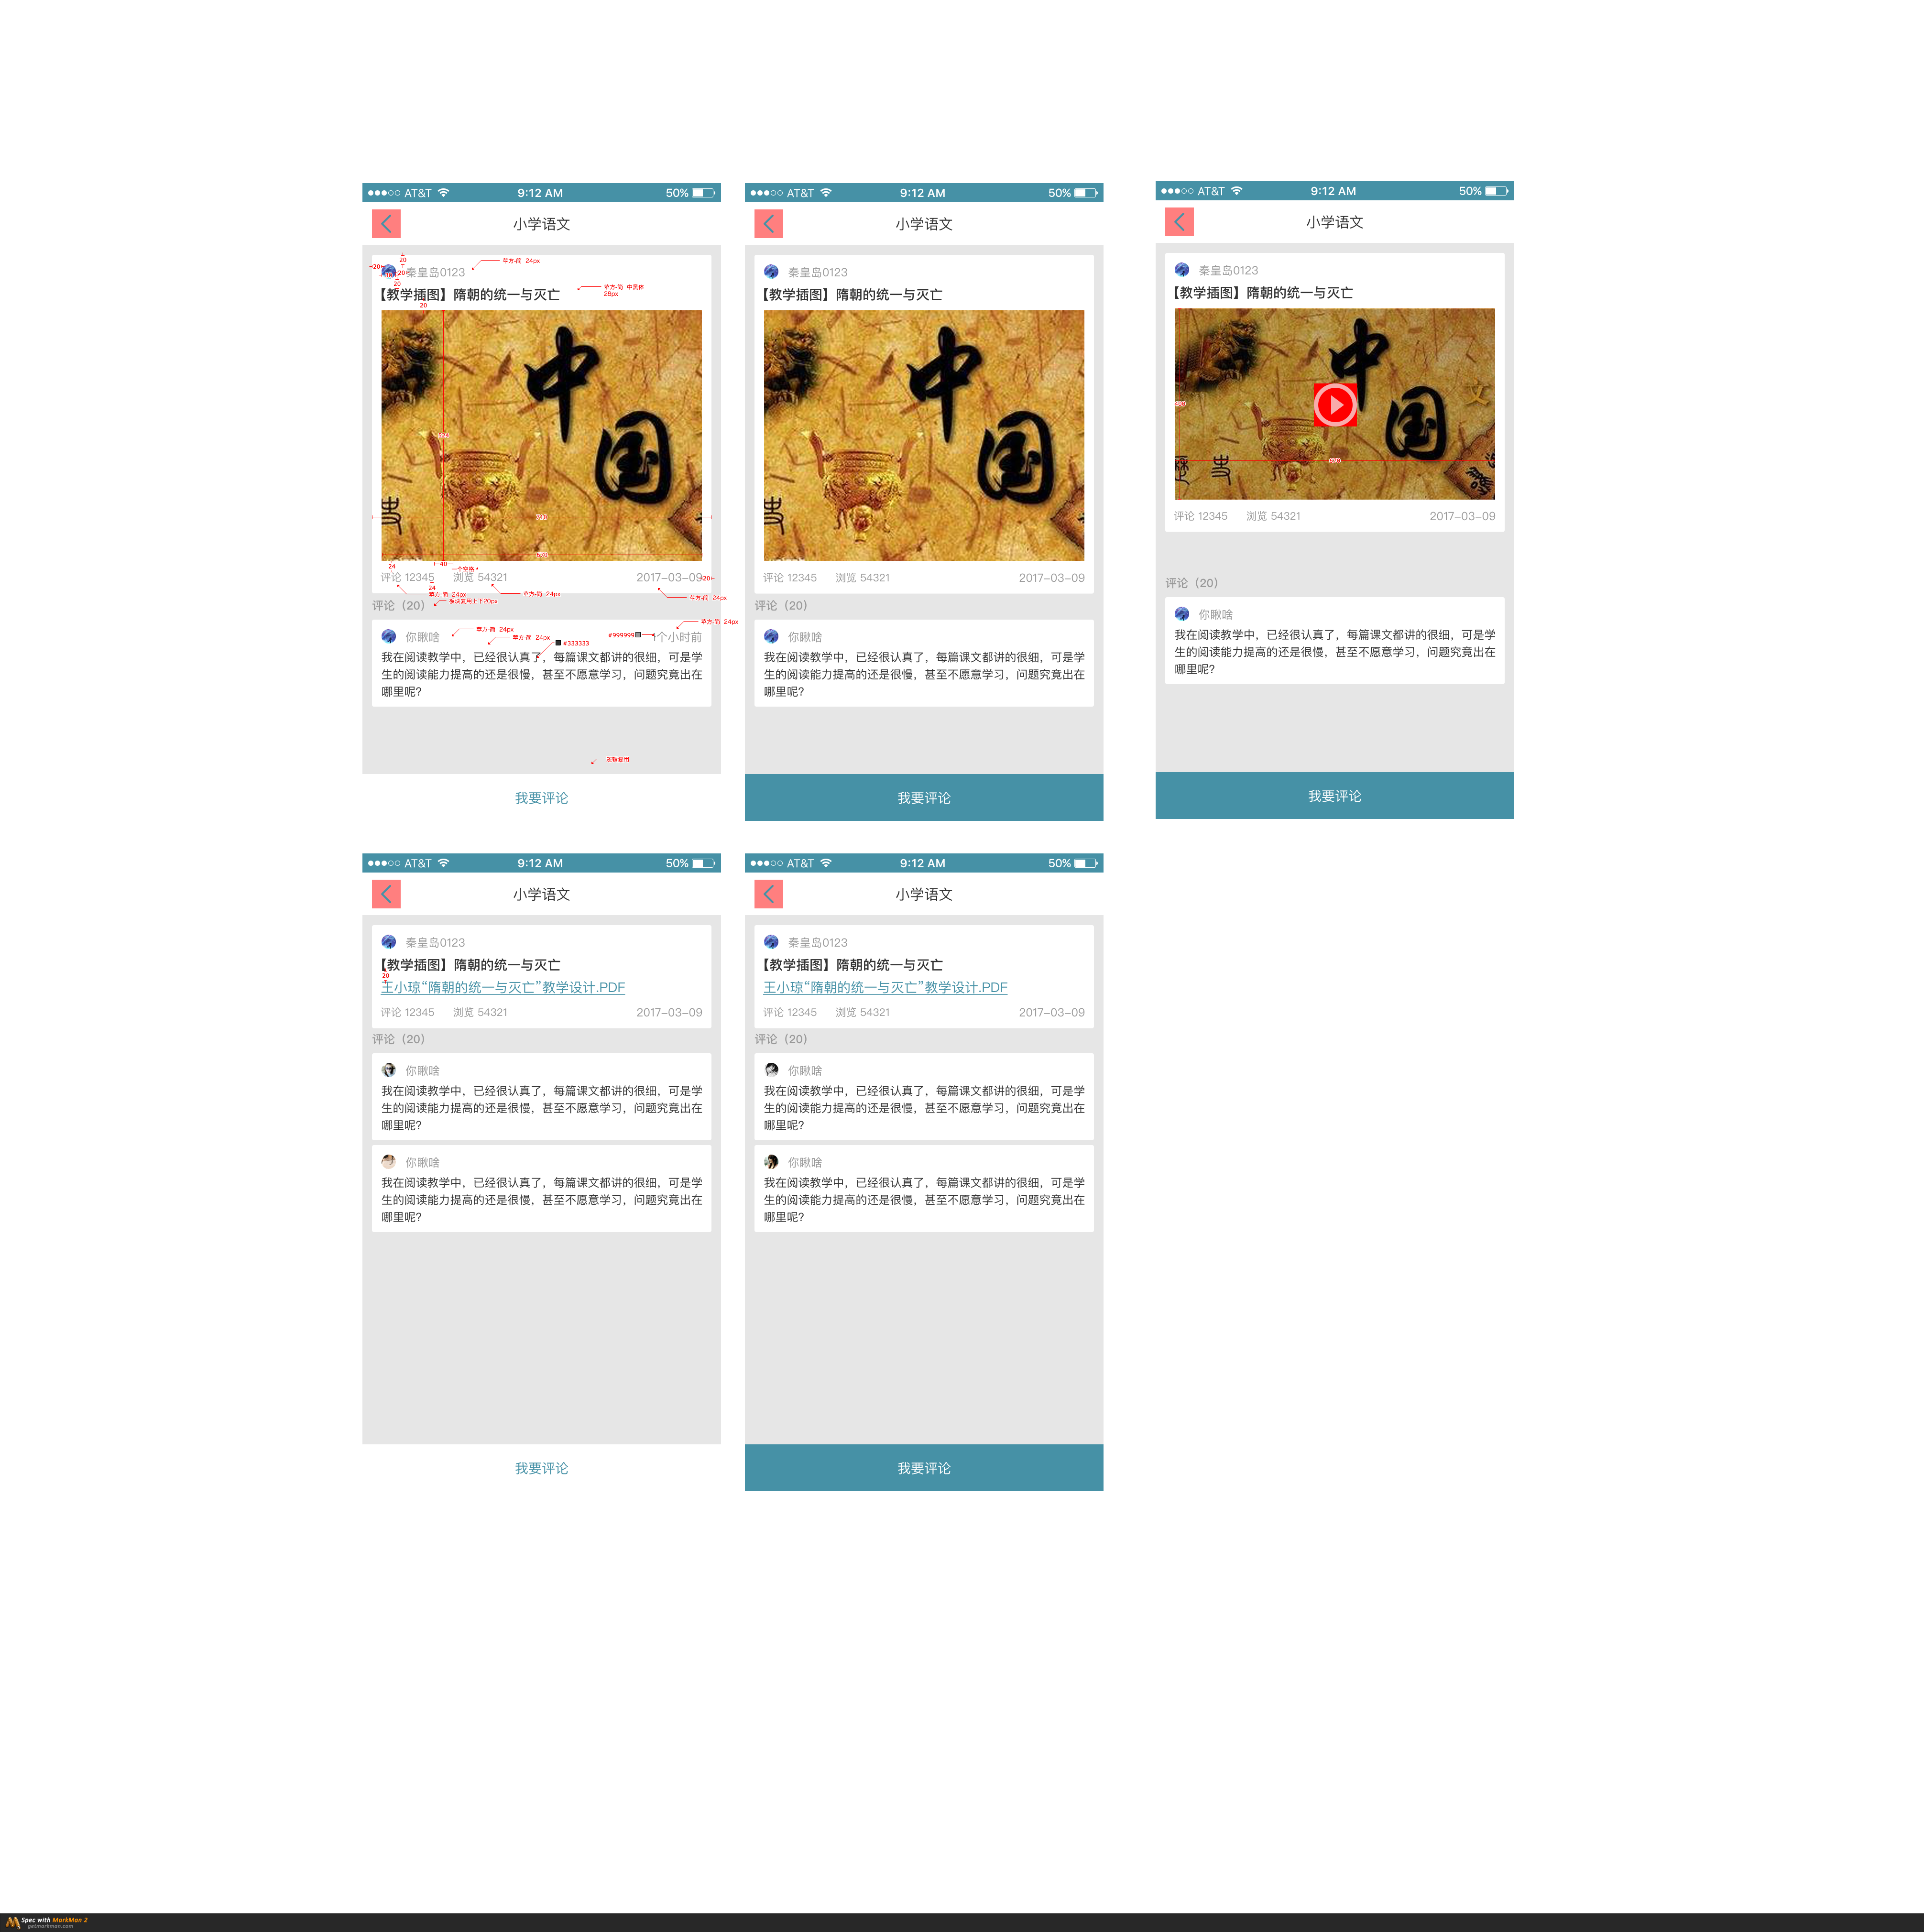 AT&T 9:12 AM 50%
小学语文
20
20
20
秦皇岛0123
苹方-简 24px
20
【教学插图】隋朝的统一与灭亡
苹方-简 中黑体
28px
20
中国
史
524
710
670
24
40
一个空格
评论 12345 浏览 54321 2017-03-09
20
24
苹方-简 24px
苹方-简 24px
苹方-简 24px
板块复用上下20px
评论（20）
苹方-简 24px
你瞅啥
苹方-简 24px
苹方-简 24px
#999999
1个小时前
#333333
我在阅读教学中，已经很认真了，每篇课文都讲的很细，可是学
生的阅读能力提高的还是很慢，甚至不愿意学习，问题究竟出在
哪里呢？
逻辑复用
我要评论
AT&T 9:12 AM 50%
小学语文
秦皇岛0123
【教学插图】隋朝的统一与灭亡
中国
史
评论 12345 浏览 54321 2017-03-09
评论（20）
你瞅啥
我在阅读教学中，已经很认真了，每篇课文都讲的很细，可是学
生的阅读能力提高的还是很慢，甚至不愿意学习，问题究竟出在
哪里呢？
我要评论
AT&T 9:12 AM 50%
小学语文
秦皇岛0123
【教学插图】隋朝的统一与灭亡
中国
文
历史
670
评论 12345 浏览 54321 2017-03-09
评论（20）
你瞅啥
我在阅读教学中，已经很认真了，每篇课文都讲的很细，可是学
生的阅读能力提高的还是很慢，甚至不愿意学习，问题究竟出在
哪里呢？
我要评论
AT&T 9:12 AM 50%
小学语文
秦皇岛0123
【教学插图】隋朝的统一与灭亡
20
王小琼“隋朝的统一与灭亡”教学设计.PDF
评论 12345 浏览 54321 2017-03-09
评论（20）
你瞅啥
我在阅读教学中，已经很认真了，每篇课文都讲的很细，可是学
生的阅读能力提高的还是很慢，甚至不愿意学习，问题究竟出在
哪里呢？
你瞅啥
我在阅读教学中，已经很认真了，每篇课文都讲的很细，可是学
生的阅读能力提高的还是很慢，甚至不愿意学习，问题究竟出在
哪里呢？
我要评论
AT&T 9:12 AM 50%
小学语文
秦皇岛0123
【教学插图】隋朝的统一与灭亡
王小琼“隋朝的统一与灭亡”教学设计.PDF
评论 12345 浏览 54321 2017-03-09
评论（20）
你瞅啥
我在阅读教学中，已经很认真了，每篇课文都讲的很细，可是学
生的阅读能力提高的还是很慢，甚至不愿意学习，问题究竟出在
哪里呢？
你瞅啥
我在阅读教学中，已经很认真了，每篇课文都讲的很细，可是学
生的阅读能力提高的还是很慢，甚至不愿意学习，问题究竟出在
哪里呢？
我要评论
Spec with MarkMan 2
getmarkman.com